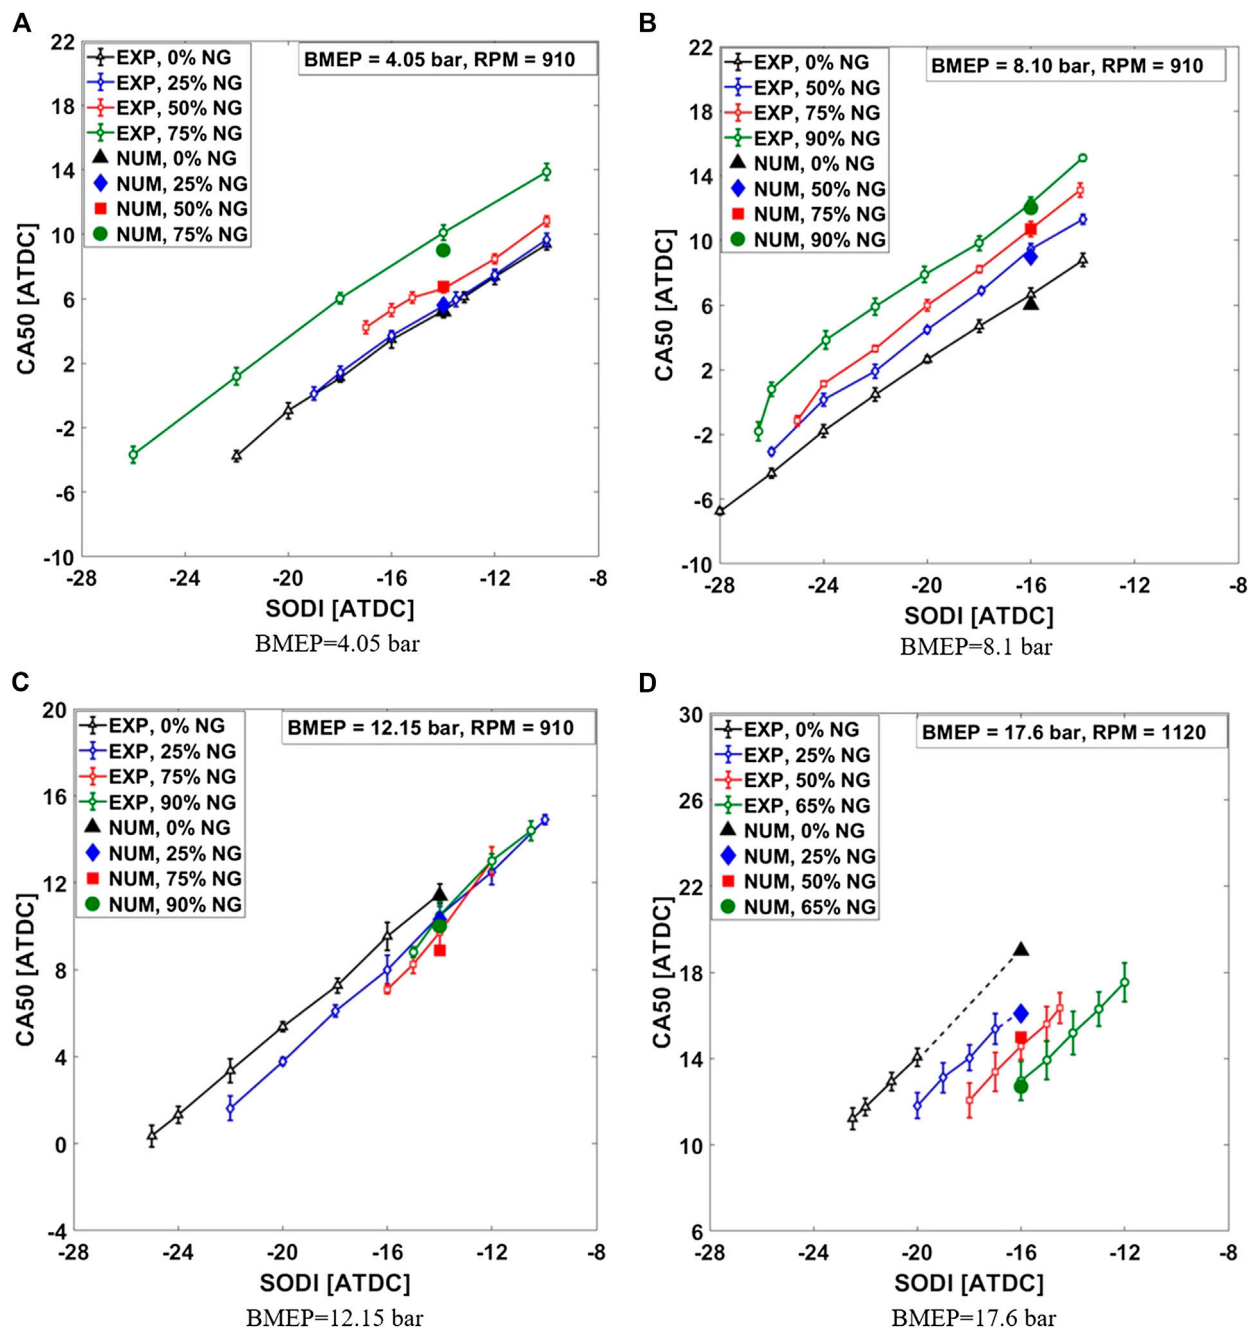 A
BMEP = 4.05 bar, RPM = 910
EXP, 0% NG
EXP, 25% NG
EXP, 50% NG
EXP, 75% NG
NUM, 0% NG
NUM, 25% NG
NUM, 50% NG
NUM, 75% NG
CA50 [ATDC]
22
18
14
10
6
2
-2
-6
-10
-28
-24
-20
-16
-12
-8
SODI [ATDC]
BMEP=4.05 bar
B
BMEP = 8.10 bar, RPM = 910
EXP, 0% NG
EXP, 50% NG
EXP, 75% NG
EXP, 90% NG
NUM, 0% NG
NUM, 50% NG
NUM, 75% NG
NUM, 90% NG
CA50 [ATDC]
22
18
14
10
6
2
-2
-6
-10
-28
-24
-20
-16
-12
-8
SODI [ATDC]
BMEP=8.1 bar
C
BMEP = 12.15 bar, RPM = 910
EXP, 0% NG
EXP, 25% NG
EXP, 75% NG
EXP, 90% NG
NUM, 0% NG
NUM, 25% NG
NUM, 75% NG
NUM, 90% NG
CA50 [ATDC]
20
16
12
8
4
0
-4
-28
-24
-20
-16
-12
-8
SODI [ATDC]
BMEP=12.15 bar
D
BMEP = 17.6 bar, RPM = 1120
EXP, 0% NG
EXP, 25% NG
EXP, 50% NG
EXP, 65% NG
NUM, 0% NG
NUM, 25% NG
NUM, 50% NG
NUM, 65% NG
CA50 [ATDC]
30
26
22
18
14
10
6
-28
-24
-20
-16
-12
-8
SODI [ATDC]
BMEP=17.6 bar